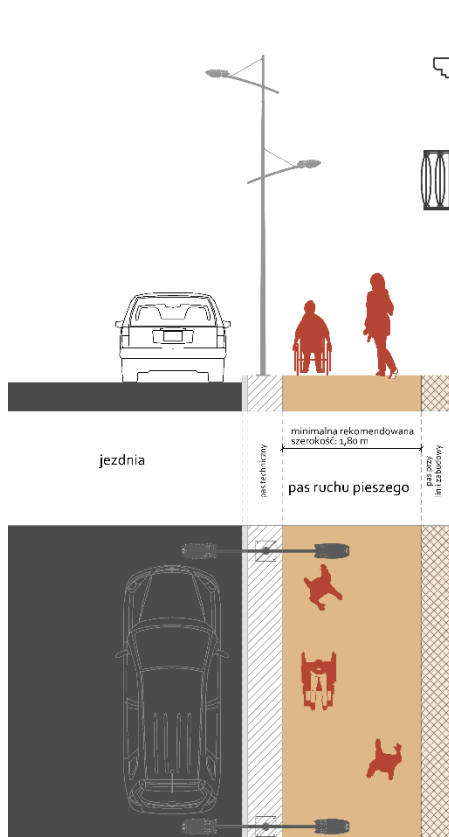 jezdnia
pas techniczny
minimalna rekomendowana
szerokość: 1,80 m
pas ruchu pieszego
pas przy
linii zabudowy